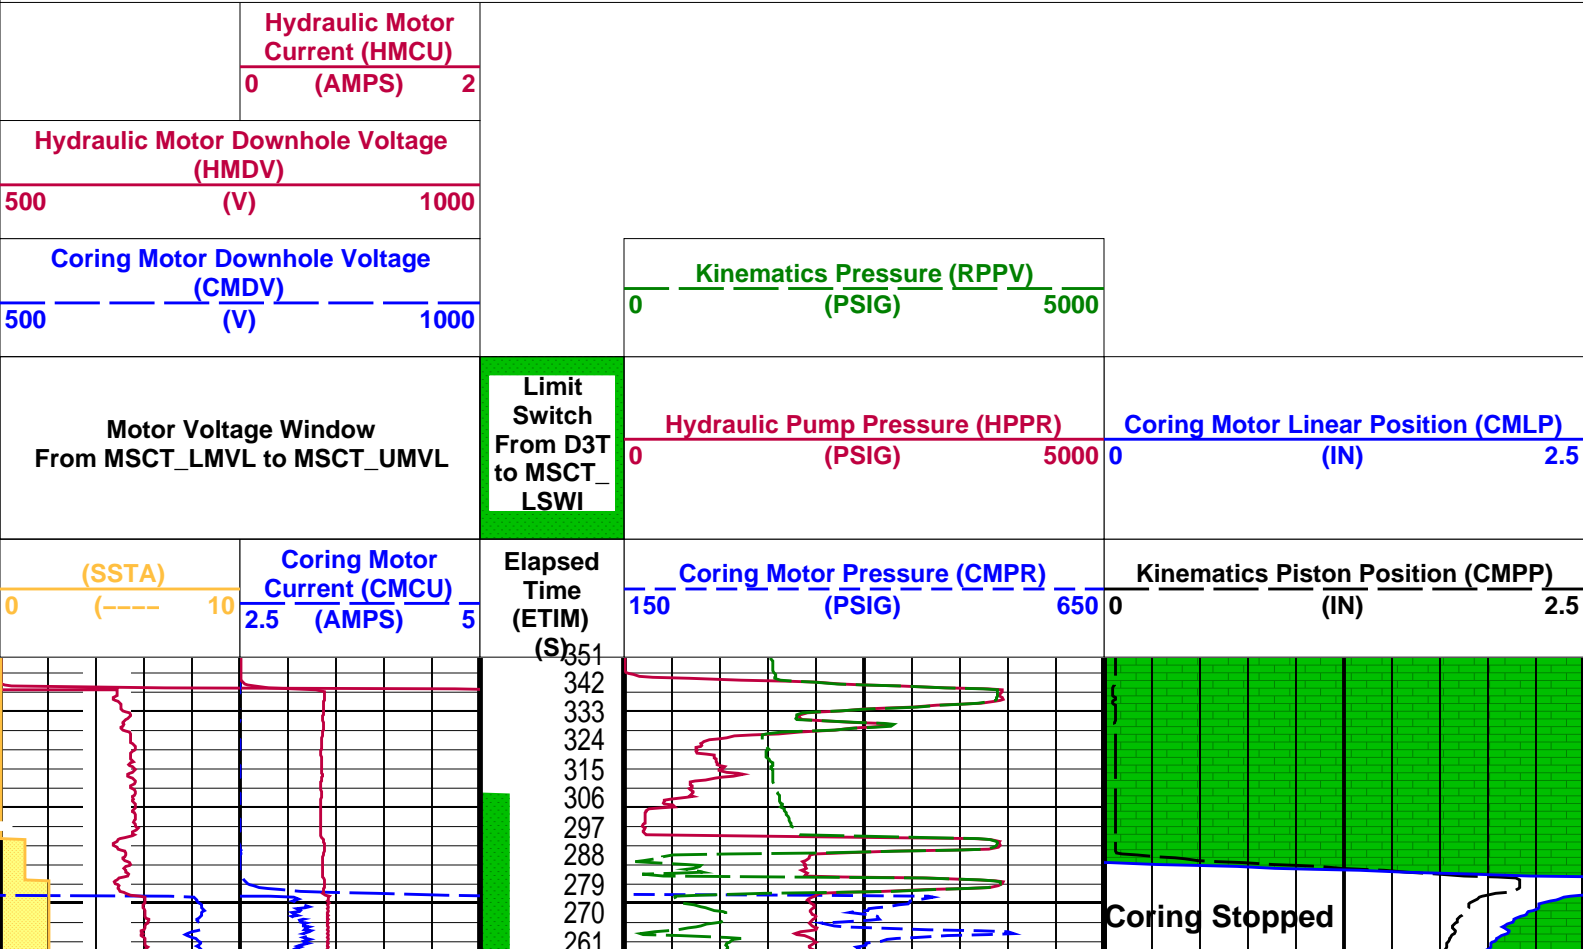 Hydraulic Motor
Current (HMCU)
0 (AMPS) 2
Hydraulic Motor Downhole Voltage
(HMDV)
500 (V) 1000
Coring Motor Downhole Voltage
(CMDV)
500 (V) 1000
Kinematics Pressure (RPPV)
0 (PSIG) 5000
Motor Voltage Window
From MSCT_LMVL to MSCT_UMVL
Limit
Switch
From D3T
to MSCT_
LSWI
Hydraulic Pump Pressure (HPPR)
0 (PSIG) 5000
Coring Motor Linear Position (CMLP)
0 (IN) 2.5
(SSTA)
0 (---- 10
Coring Motor
Current (CMCU)
2.5 (AMPS) 5
Elapsed
Time
(ETIM)
(S)
Coring Motor Pressure (CMPR)
150 (PSIG) 650
Kinematics Piston Position (CMPP)
0 (IN) 2.5
351
342
333
324
315
306
297
288
279
270
261
Coring Stopped